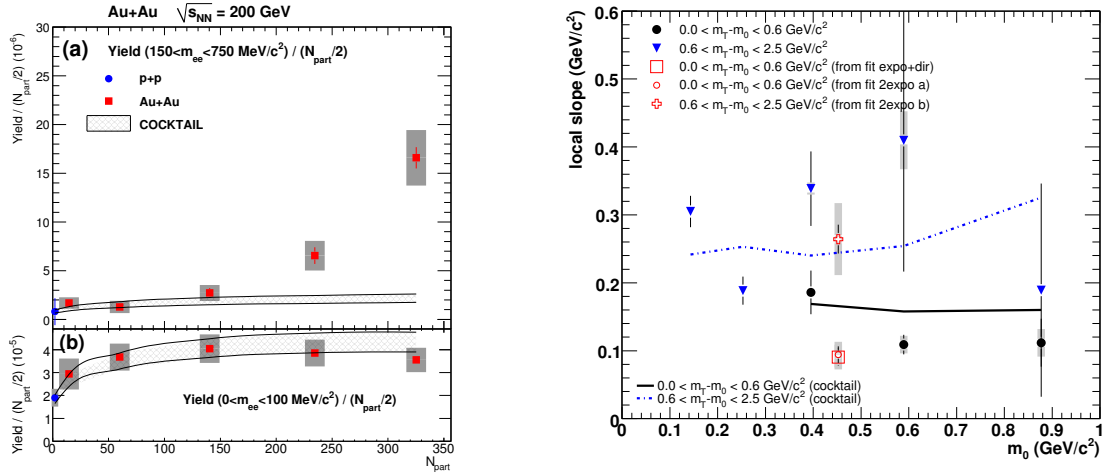 Au+Au √s_NN = 200 GeV
Yield / (N_part/2) (10^-6)
30
25
20
15
10
5
0
(a)
Yield (150<m_ee<750 MeV/c²) / (N_part/2)
p+p
Au+Au
COCKTAIL
Yield / (N_part/2) (10^-5)
4
3
2
1
0
(b)
Yield (0<m_ee<100 MeV/c²) / (N_part/2)
0 50 100 150 200 250 300 350
N_part
local slope (GeV/c²)
0.6
0.5
0.4
0.3
0.2
0.1
0
0.0 < m_T-m_0 < 0.6 GeV/c²
0.6 < m_T-m_0 < 2.5 GeV/c²
0.0 < m_T-m_0 < 0.6 GeV/c² (from fit expo+dir)
0.0 < m_T-m_0 < 0.6 GeV/c² (from fit 2expo a)
0.6 < m_T-m_0 < 2.5 GeV/c² (from fit 2expo b)
0.0 < m_T-m_0 < 0.6 GeV/c² (cocktail)
0.6 < m_T-m_0 < 2.5 GeV/c² (cocktail)
0 0.1 0.2 0.3 0.4 0.5 0.6 0.7 0.8 0.9 1
m_0 (GeV/c²)